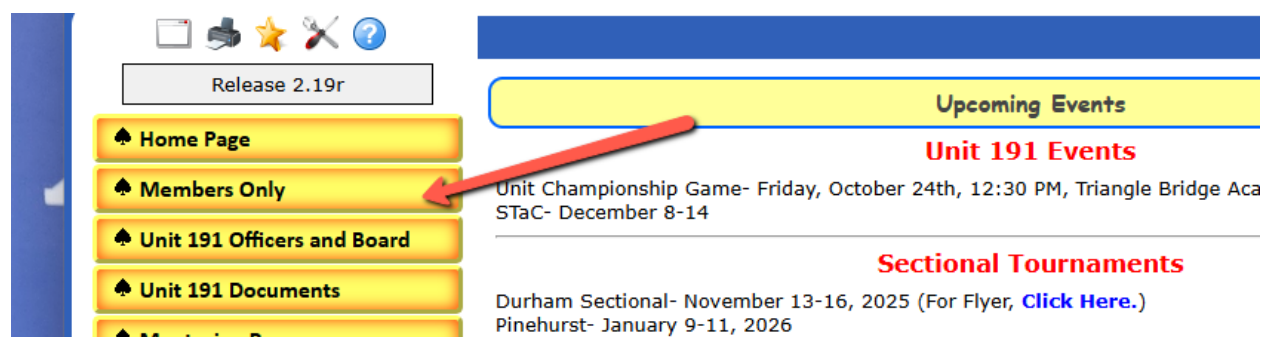 Release 2.19r
Home Page
Members Only
Unit 191 Officers and Board
Unit 191 Documents
Upcoming Events
Unit 191 Events
Unit Championship Game- Friday, October 24th, 12:30 PM, Triangle Bridge
STaC- December 8-14
Sectional Tournaments
Durham Sectional- November 13-16, 2025 (For Flyer, Click Here.)
Pinehurst- January 9-11, 2026